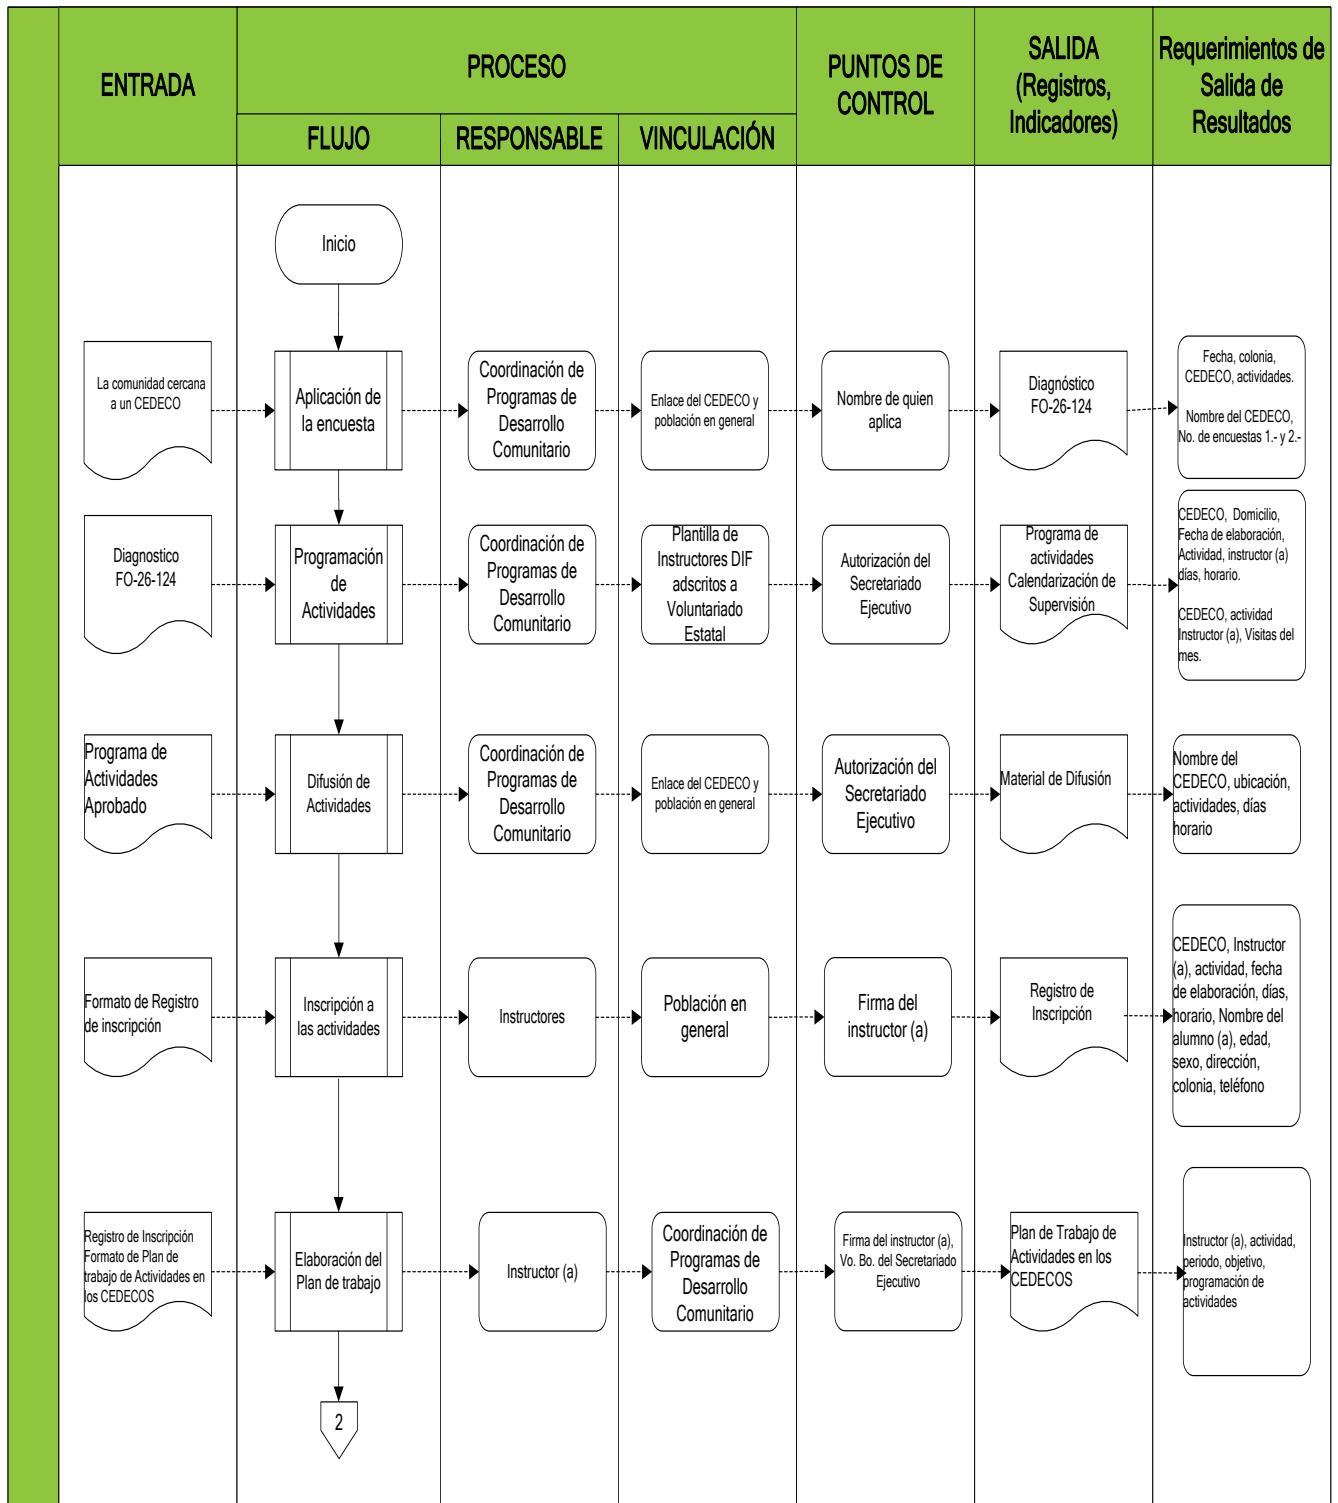 ENTRADA
PROCESO
PUNTOS DE
CONTROL
SALIDA
(Registros,
Indicadores)
Requerimientos de
Salida de
Resultados
FLUJO
RESPONSABLE
VINCULACIÓN
Inicio
La comunidad cercana
a un CEDECO
Aplicación de
la encuesta
Coordinación de
Programas de
Desarrollo
Comunitario
Enlace del CEDECO y
población en general
Nombre de quien
aplica
Diagnóstico
FO-26-124
Fecha, colonia,
CEDECO, actividades.
Nombre del CEDECO,
No. de encuestas 1.- y 2.-
Diagnostico
FO-26-124
Programación
de
Actividades
Coordinación de
Programas de
Desarrollo
Comunitario
Plantilla de
Instructores DIF
adscritos a
Voluntariado
Estatal
Autorización del
Secretariado
Ejecutivo
Programa de
actividades
Calendarización de
Supervisión
CEDECO, Domicilio,
Fecha de elaboración,
Actividad, instructor (a)
días, horario.
CEDECO, actividad
Instructor (a), Visitas del
mes.
Programa de
Actividades
Aprobado
Difusión de
Actividades
Coordinación de
Programas de
Desarrollo
Comunitario
Enlace del CEDECO y
población en general
Autorización del
Secretariado
Ejecutivo
Material de Difusión
Nombre del
CEDECO, ubicación,
actividades, días
horario
Formato de Registro
de inscripción
Inscripción a
las actividades
Instructores
Población en
general
Firma del
instructor (a)
Registro de
Inscripción
CEDECO, Instructor
(a), actividad, fecha
de elaboración, días,
horario, Nombre del
alumno (a), edad,
sexo, dirección,
colonia, teléfono
Registro de Inscripción
Formato de Plan de
trabajo de Actividades en
los CEDECOS
Elaboración del
Plan de trabajo
Instructor (a)
Coordinación de
Programas de
Desarrollo
Comunitario
Firma del instructor (a),
Vo. Bo. del Secretariado
Ejecutivo
Plan de Trabajo de
Actividades en los
CEDECOS
Instructor (a), actividad,
periodo, objetivo,
programación de
actividades
2